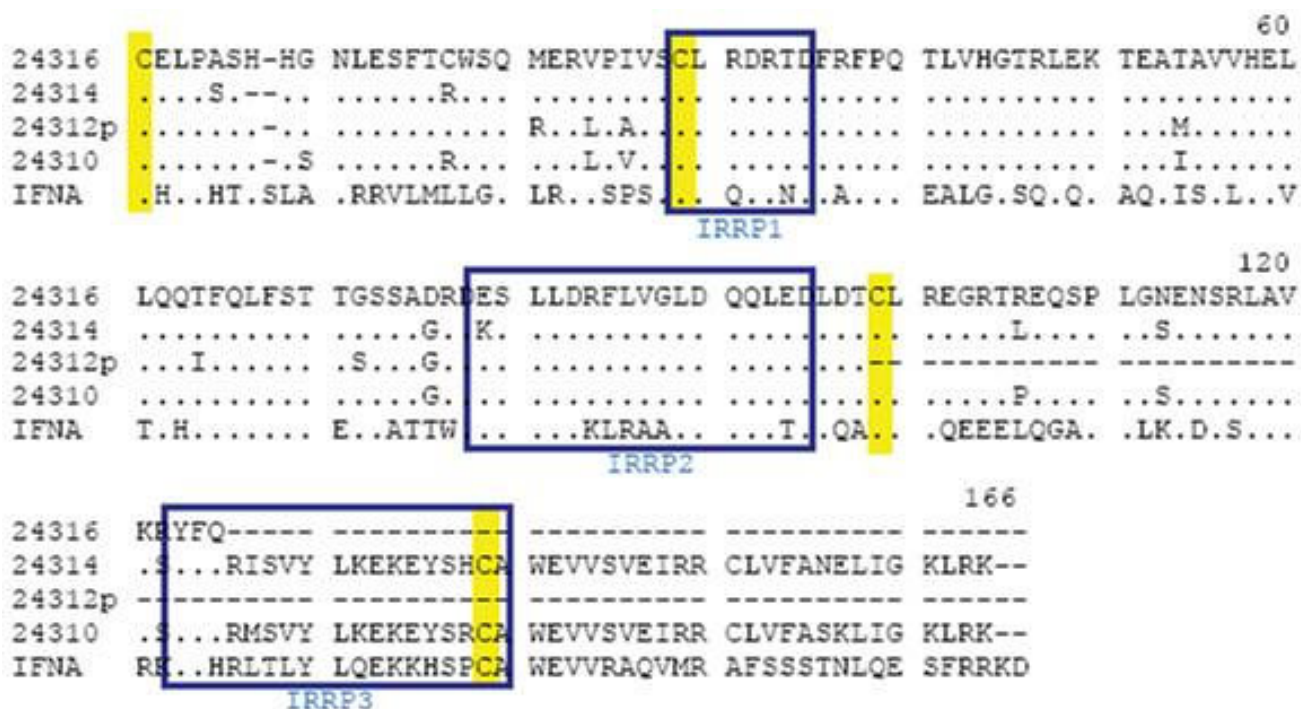 60
24316 CELPASH-HG NLESFTCWSQ MERVPIVSCL RDRTDFRFPQ TLVHGTRLEK TEATAVVHEL
24314 ....S.--.. ......R... .......... .......... .......... ..........
24312p .......-.. .......... R..L.A.... .......... .......... ...M......
24310 .......-.S ......R... ...L.V.... .......... .......... ...I......
IFNA .H..HT.SLA .RRVLMLLG. LR..SPS... Q..N..A... EALG.SQ.Q. AQ.IS.L..V
IRRP1
120
24316 LQQTFQLFST TGSSADRDES LLDRFLVGLD QQLEDLDTCL REGRTREQSP LGNENSRLAV
24314 .......... .....G..K. .......... .......... .....L.... ..S.......
24312p ...I...... .S...G.... .......... ........-- ---------- ----------
24310 .......... .....G.... .......... .......... .....P.... ..S.......
IFNA T.H....... E..ATTW... ...KLRAA.. ....T..QA.. .QEEELQGA. .LK.D.S...
IRRP2
166
24316 KRYFQ----- ---------- ---------- ---------- ------
24314 .S...RISVY LKEKEYSHCA WEVVSVEIRR CLVFANELIG KLRK--
24312p ---------- ---------- ---------- ---------- ------
24310 .S...RMSVY LKEKEYSRCA WEVVSVEIRR CLVFASKLIG KLRK--
IFNA RK..HRLTLY LQEKKHSPCA WEVVRAQVMR AFSSSTNLQE SFRRKD
IRRP3